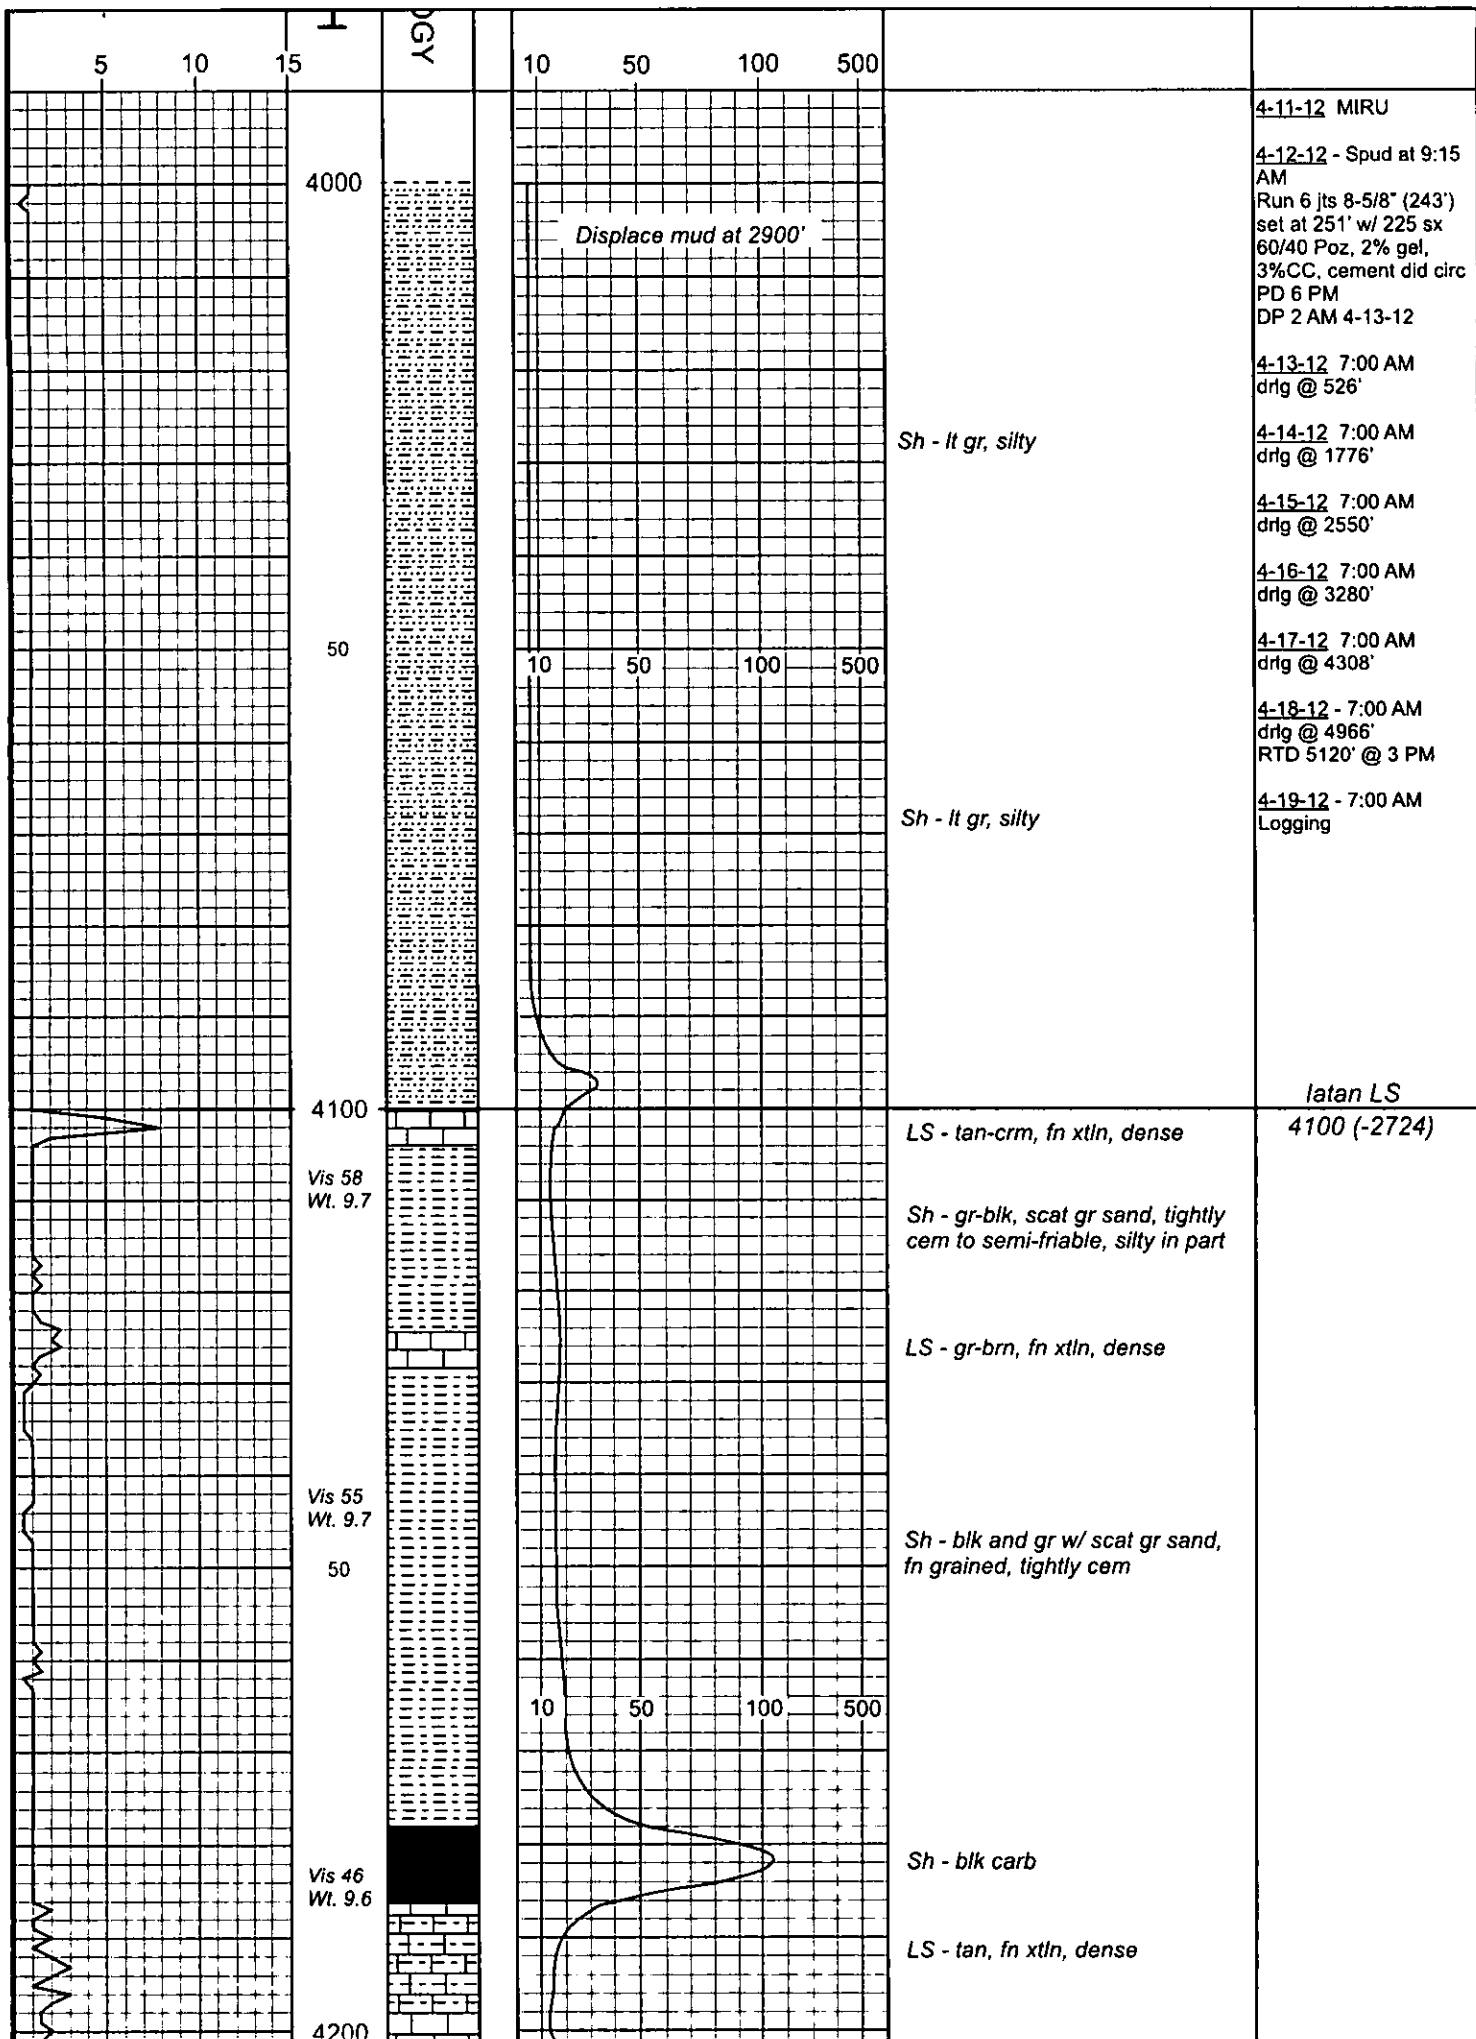 5 10 15
OGY
10 50 100 500
4-11-12 MIRU
4-12-12 - Spud at 9:15
AM
Run 6 jts 8-5/8" (243')
set at 251' w/ 225 sx
60/40 Poz, 2% gel,
3%CC, cement did circ
PD 6 PM
DP 2 AM 4-13-12
4-13-12 7:00 AM
drlg @ 526'
4-14-12 7:00 AM
drlg @ 1776'
4-15-12 7:00 AM
drlg @ 2550'
4-16-12 7:00 AM
drlg @ 3280'
4-17-12 7:00 AM
drlg @ 4308'
4-18-12 - 7:00 AM
drlg @ 4966'
RTD 5120' @ 3 PM
4-19-12 - 7:00 AM
Logging
4000
Displace mud at 2900'
Sh - lt gr, silty
50
10 50 100 500
Sh - lt gr, silty
Iatan LS
4100
4100 (-2724)
LS - tan-crm, fn xtln, dense
Vis 58
Wt. 9.7
Sh - gr-blk, scat gr sand, tightly
cem to semi-friable, silty in part
LS - gr-brn, fn xtln, dense
Vis 55
Wt. 9.7
Sh - blk and gr w/ scat gr sand,
fn grained, tightly cem
50
10 50 100 500
Sh - blk carb
Vis 46
Wt. 9.6
LS - tan, fn xtln, dense
4200